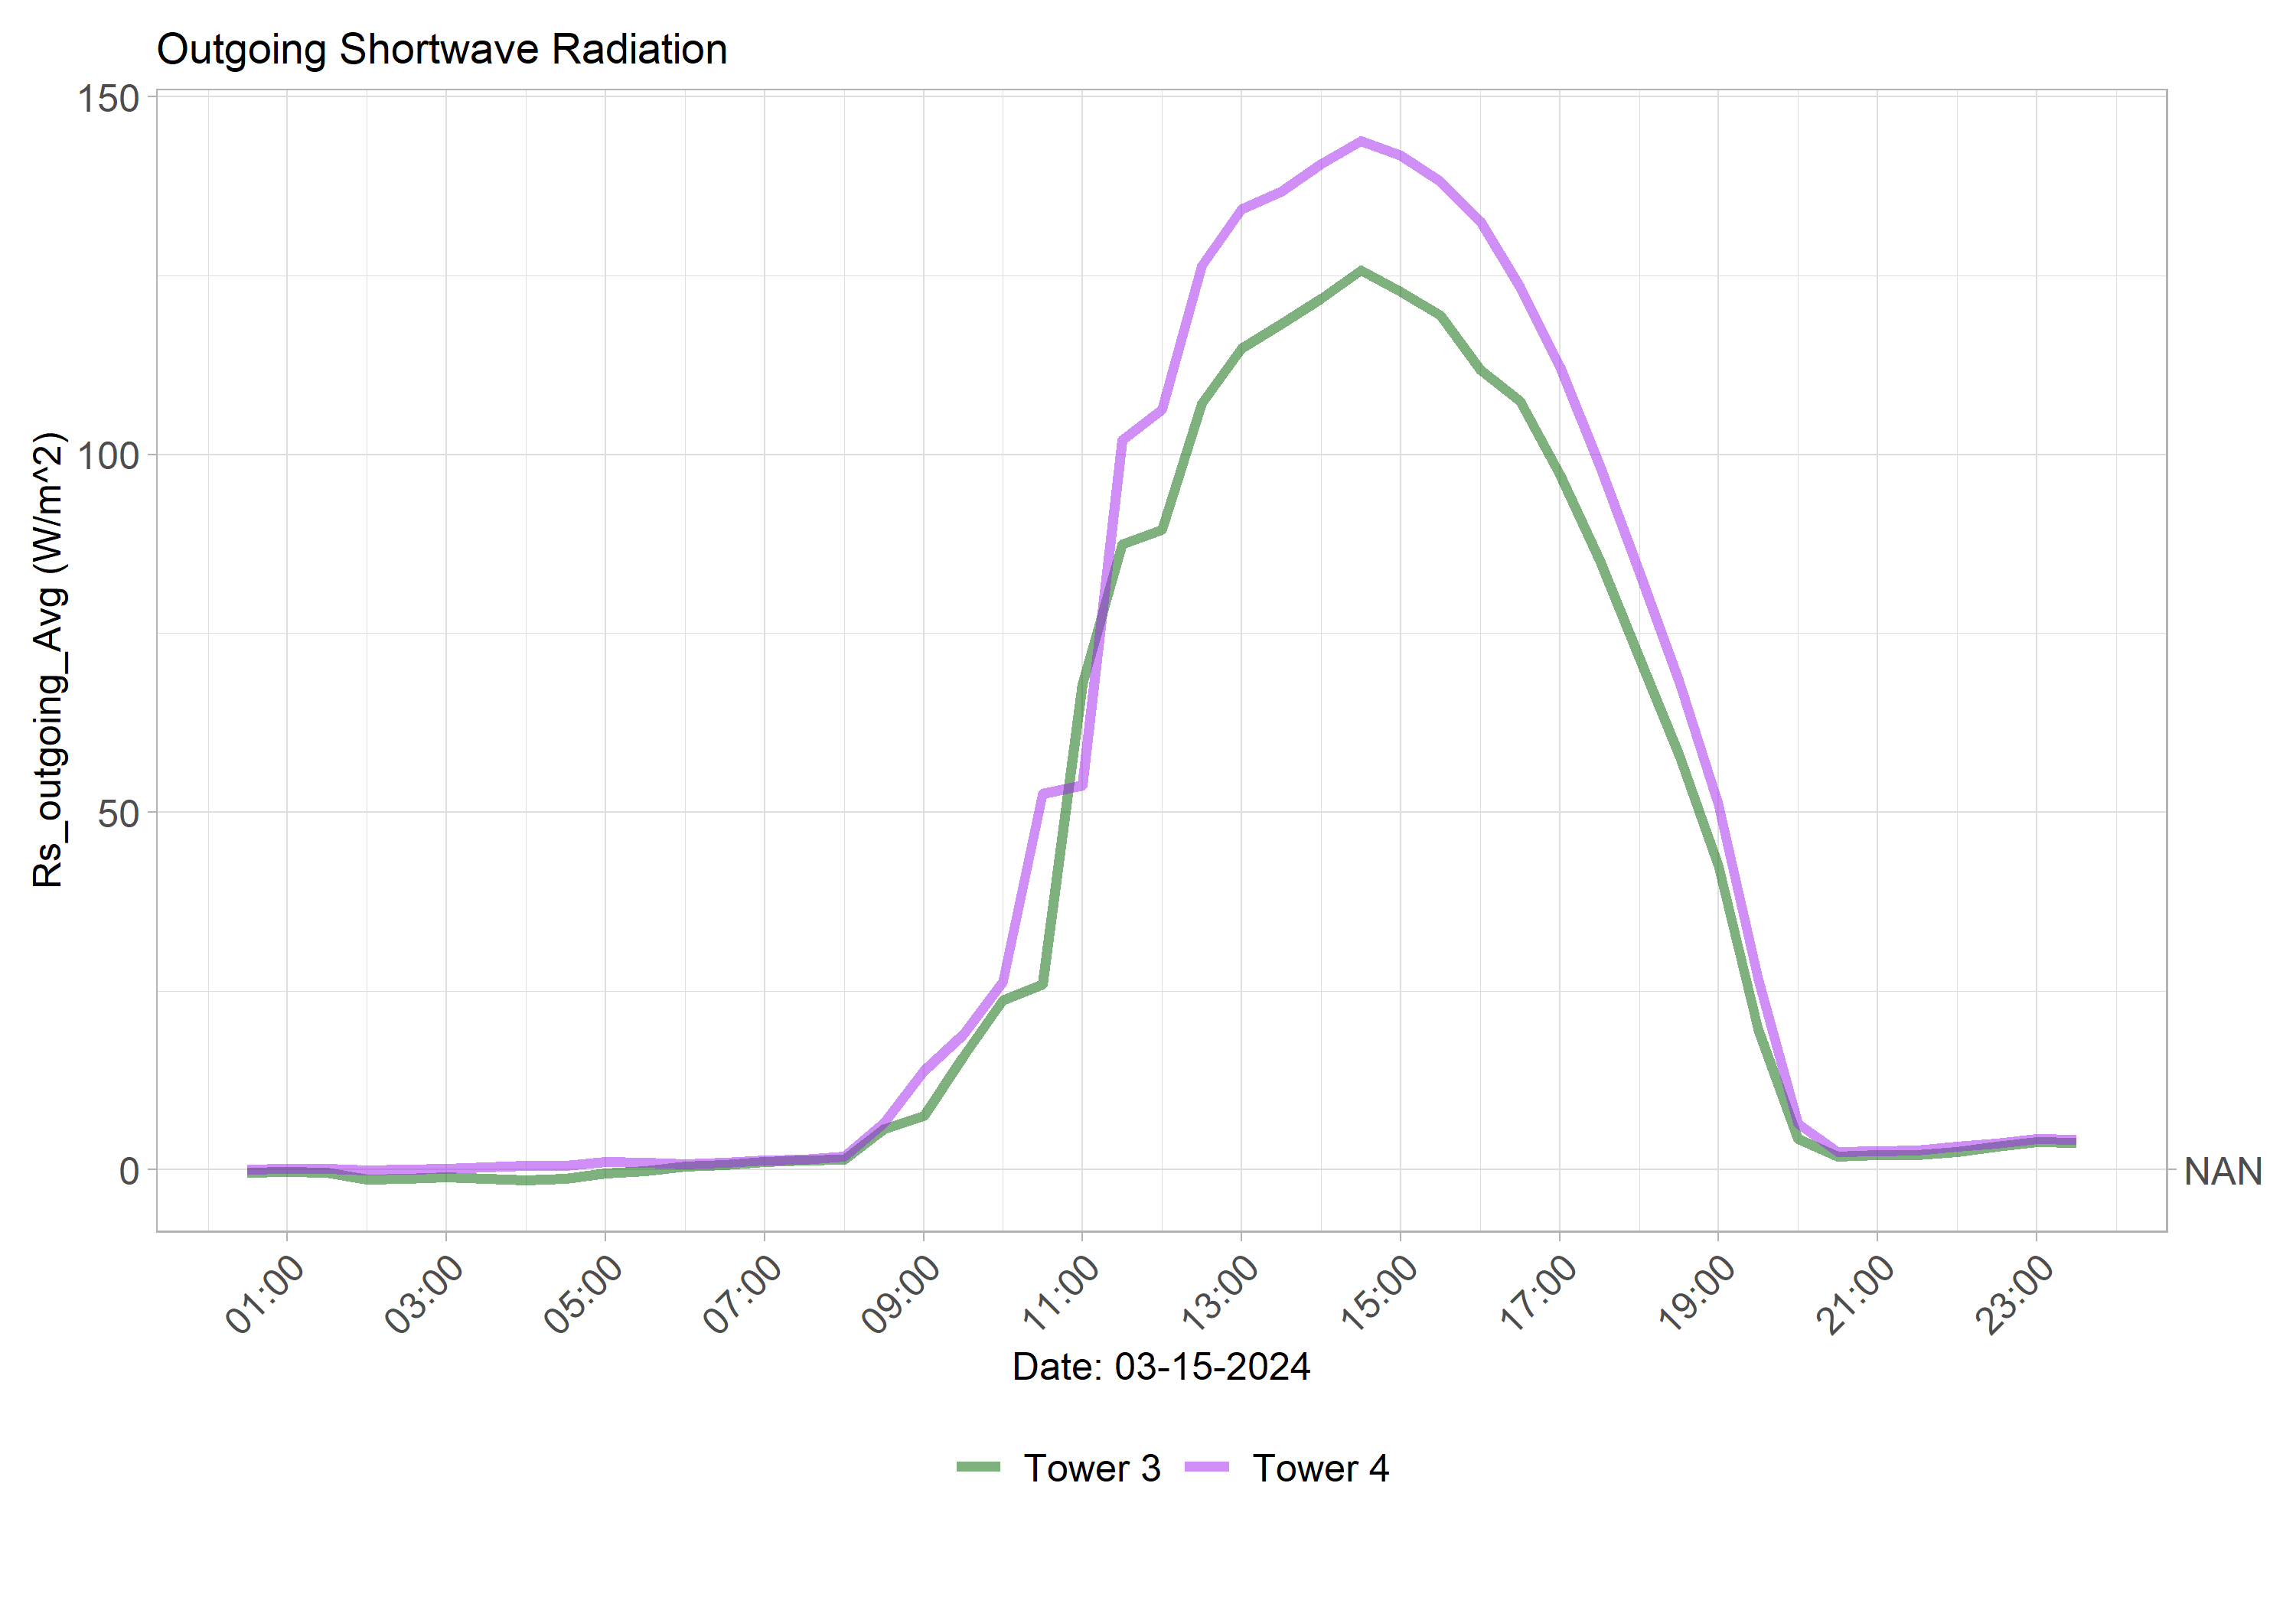 Outgoing Shortwave Radiation
150
100
50
0
Rs_outgoing_Avg (W/m^2)
NAN
01:00 03:00 05:00 07:00 09:00 11:00 13:00 15:00 17:00 19:00 21:00 23:00
Date: 03-15-2024
Tower 3 Tower 4